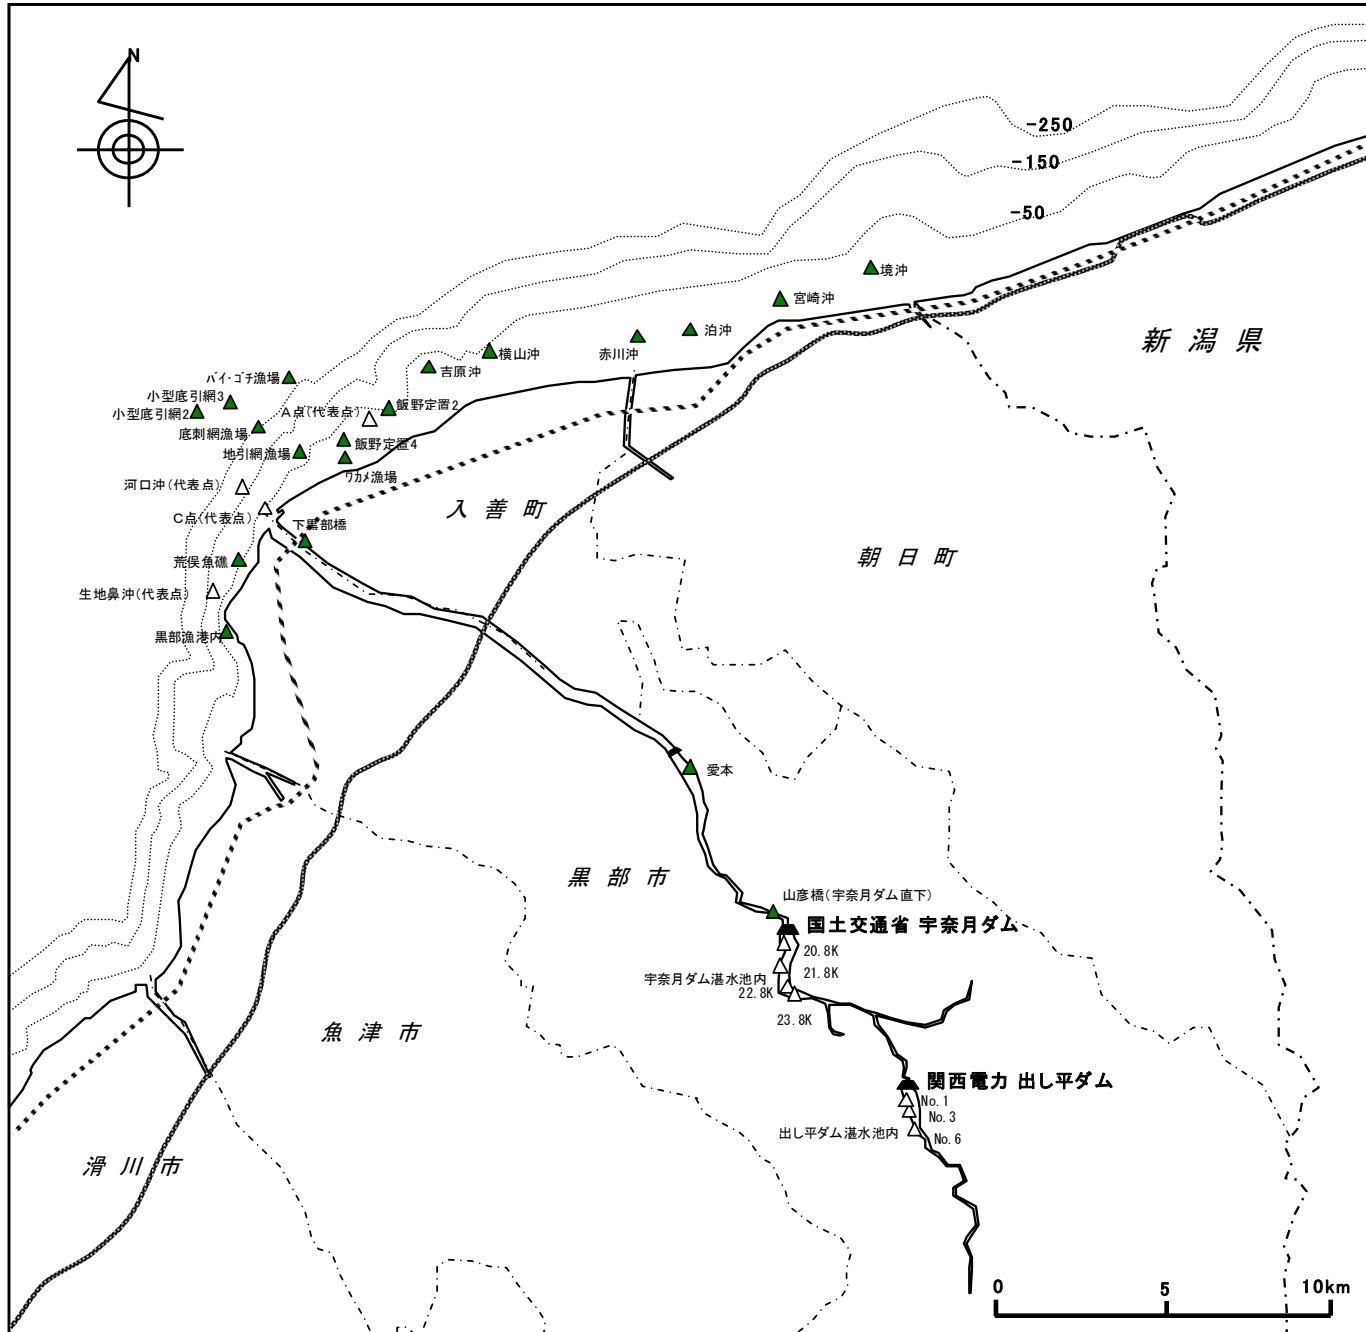 N
-250
-150
-50
境沖
宮崎沖
新潟県
泊沖
赤川沖
横山沖
吉原沖
バイ・ゴチ漁場
小型底引網3
小型底引網2
A点(代表点)
飯野定置2
底刺網漁場
飯野定置4
地引網漁場
ワカメ漁場
河口沖(代表点)
C点(代表点)
入善町
下黒部橋
朝日町
荒俣魚礁
生地鼻沖(代表点)
黒部漁港内
愛本
黒部市
山彦橋(宇奈月ダム直下)
国土交通省 宇奈月ダム
20.8K
21.8K
宇奈月ダム湛水池内
22.8K
23.8K
魚津市
関西電力 出し平ダム
No.1
No.3
出し平ダム湛水池内
No.6
滑川市
0 5 10km